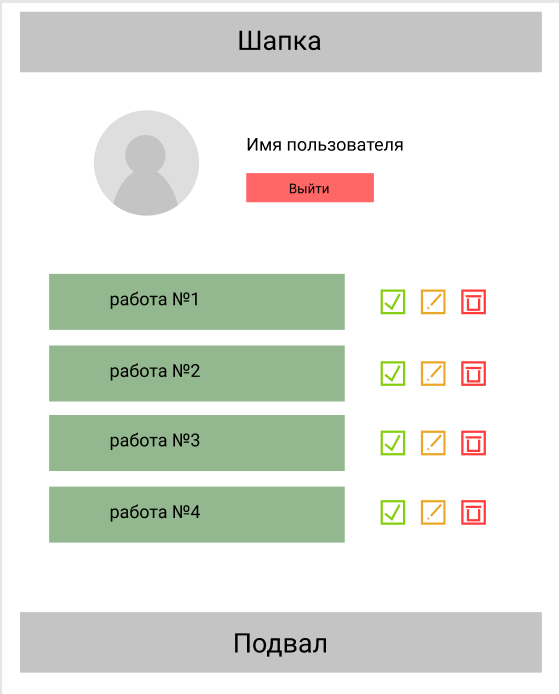 Шапка
Имя пользователя
Выйти
работа №1
работа №2
работа №3
работа №4
Подвал